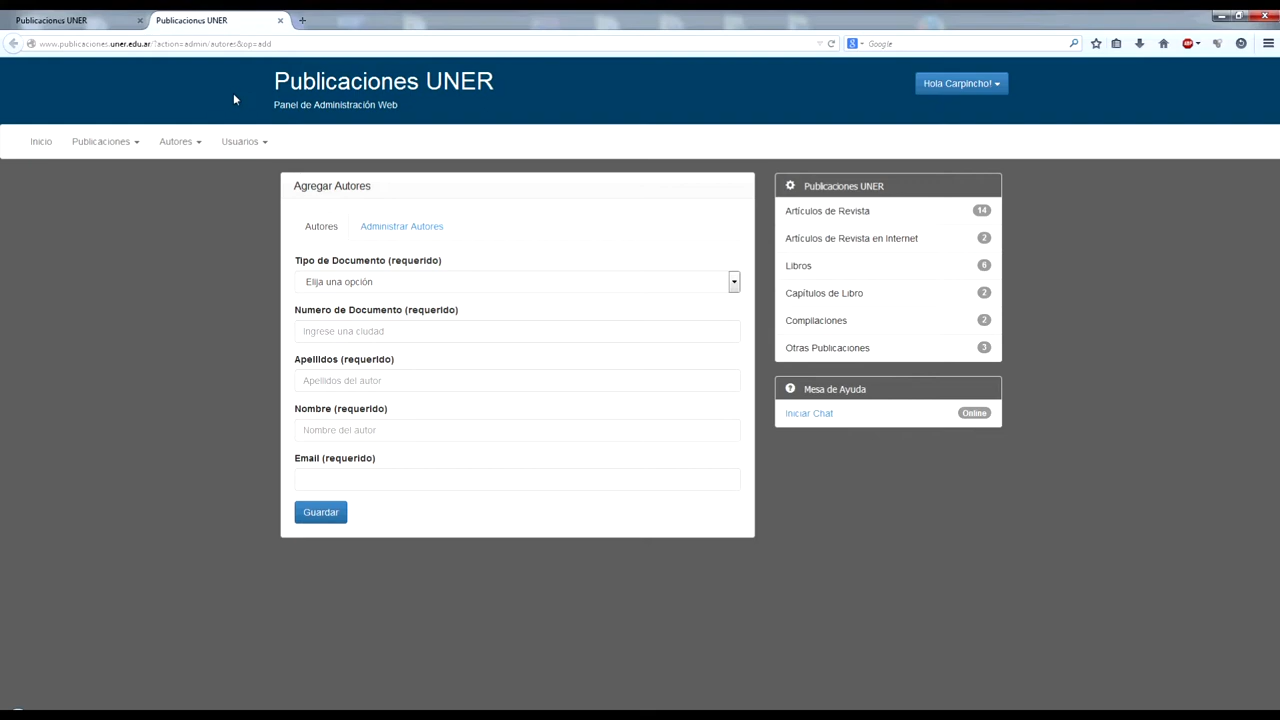 Publicaciones UNER
Publicaciones UNER
www.publicaciones.uner.edu.ar/?action=admin/autores&op=add
Google
Publicaciones UNER
Panel de Administración Web
Hola Carpincho!
Inicio
Publicaciones
Autores
Usuarios
Agregar Autores
Autores
Administrar Autores
Tipo de Documento (requerido)
Elija una opción
Numero de Documento (requerido)
Ingrese una ciudad
Apellidos (requerido)
Apellidos del autor
Nombre (requerido)
Nombre del autor
Email (requerido)
Guardar
Publicaciones UNER
Artículos de Revista 14
Artículos de Revista en Internet 2
Libros 6
Capítulos de Libro 2
Compilaciones 2
Otras Publicaciones 3
Mesa de Ayuda
Iniciar Chat Online